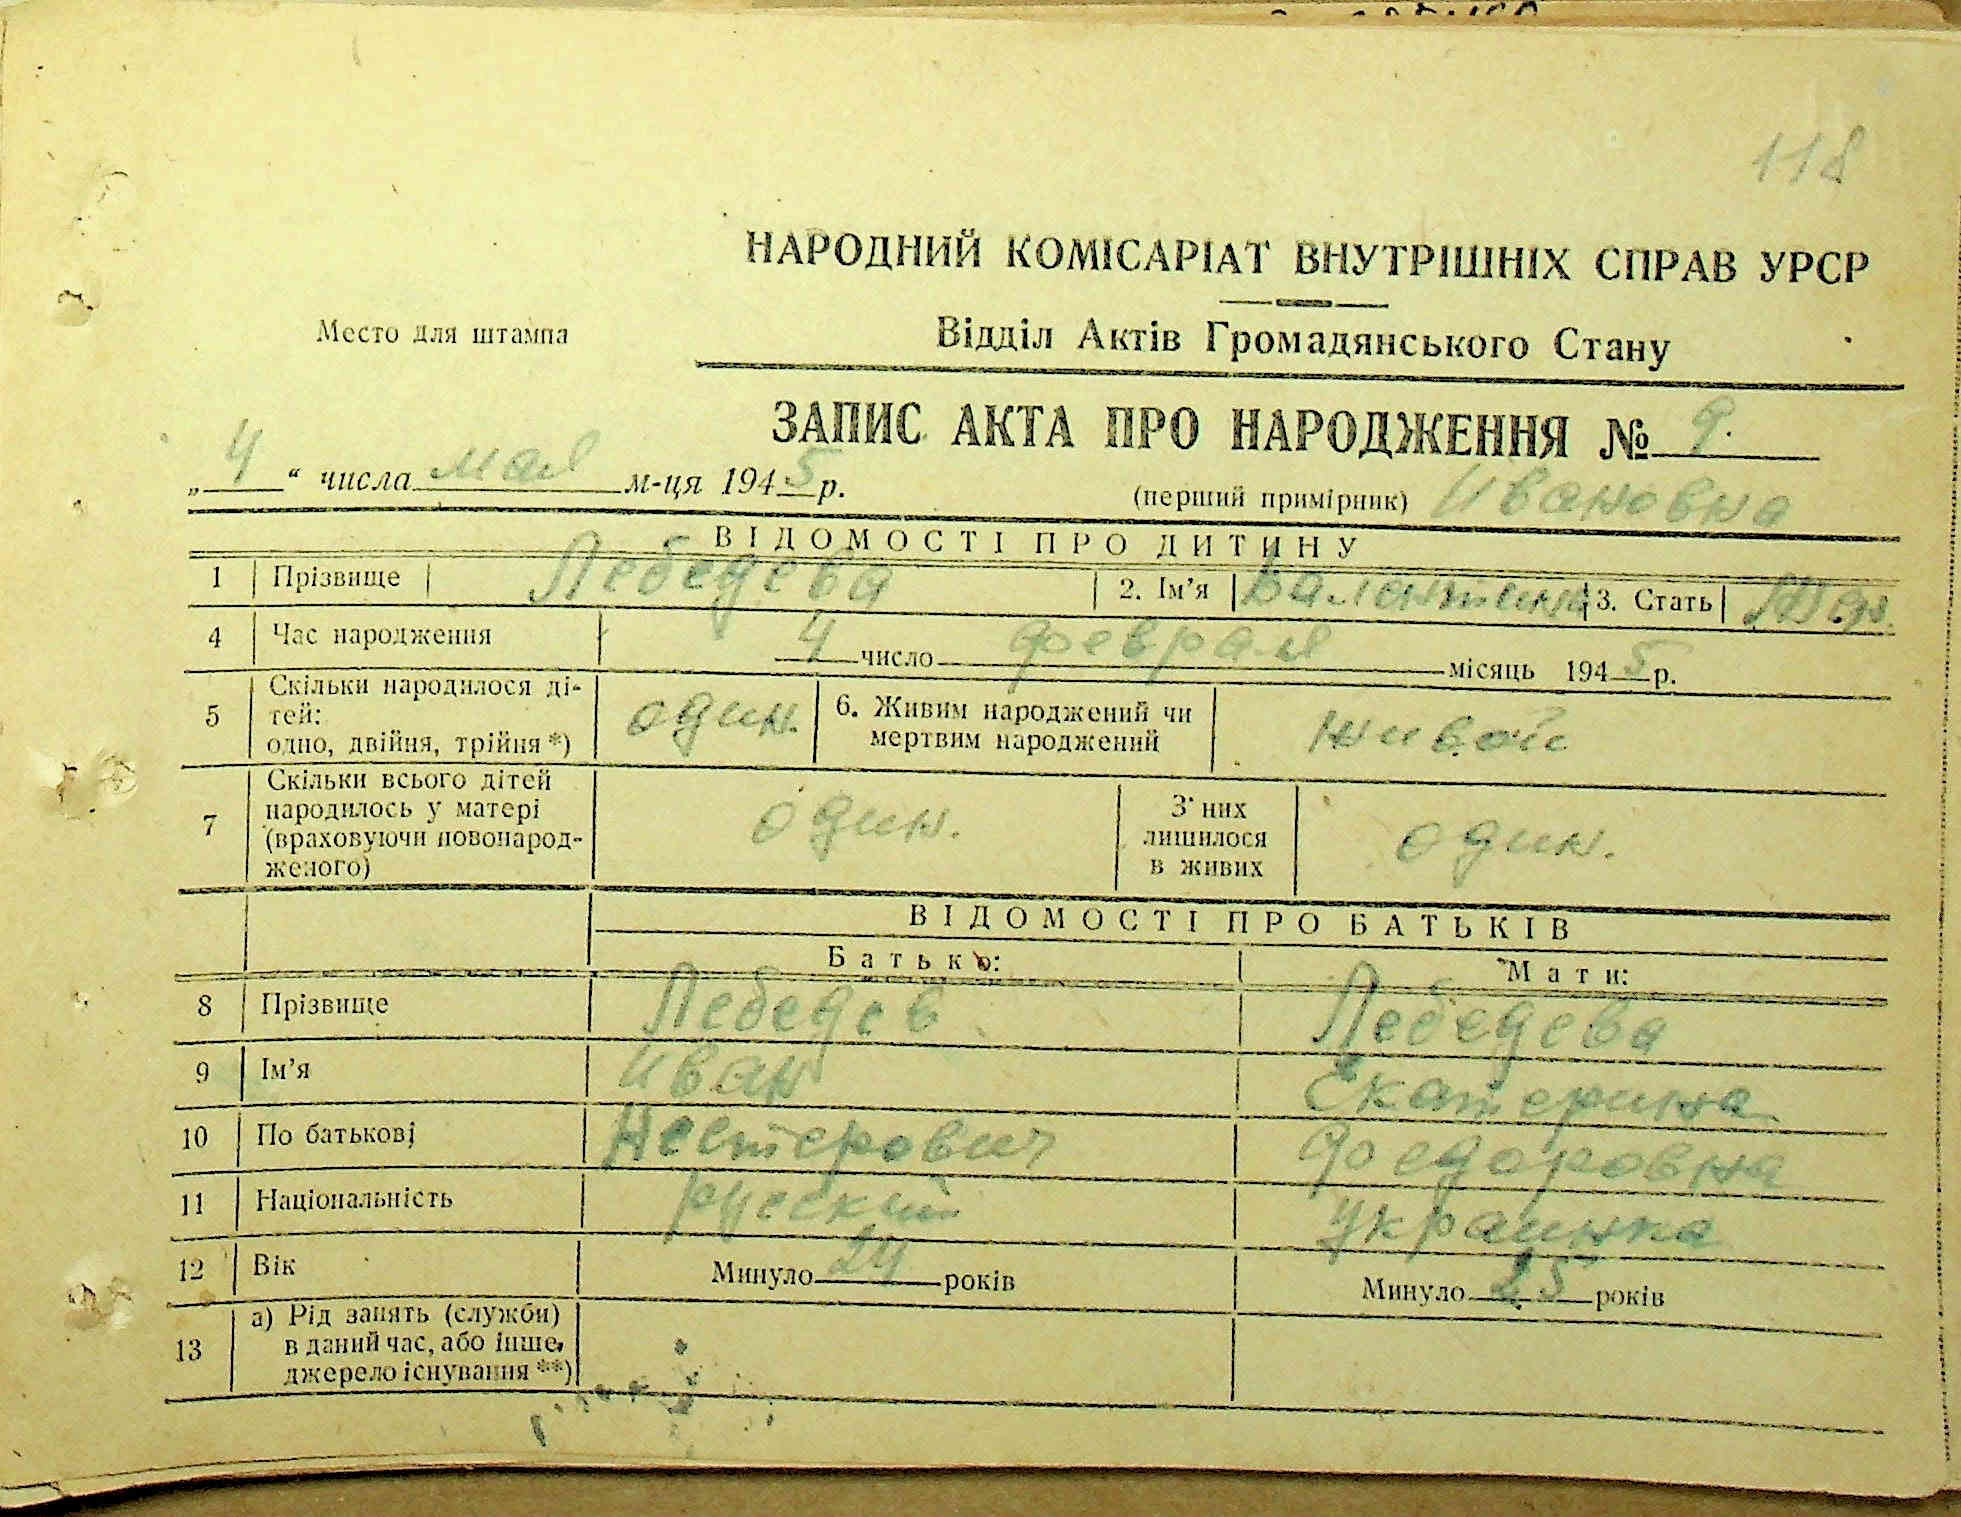 118
НАРОДНИЙ КОМІСАРІАТ ВНУТРІШНІХ СПРАВ УРСР
Место для штампа
Відділ Актів Громадянського Стану
ЗАПИС АКТА ПРО НАРОДЖЕННЯ № 9.
„ 4 “ числа мая м-ця 1945 р.
(перший примірник) Ивановна
ВІДОМОСТІ ПРО ДИТИНУ
1 Прізвище Лебедева 2. Ім’я Валентина 3. Стать
4 Час народження 4 число февраля місяць 1945 р.
5 Скільки народилося ді-
тей:
одно, двійня, трійня *) один. 6. Живим народжений чи
мертвим народжений живой
7 Скільки всього дітей
народилось у матері
(враховуючи новонарод-
женого) один. З них
лишилося
в живих один.
ВІДОМОСТІ ПРО БАТЬКІВ
Батько: Мати:
8 Прізвище Лебедев Лебедева
9 Ім’я Иван Екатерина
10 По батькові Нестерович Федоровна
11 Національність русский украинка
12 Вік Минуло 24 років Минуло 25 років
13 а) Рід занять (служби)
в даний час, або інше
джерело існування **)